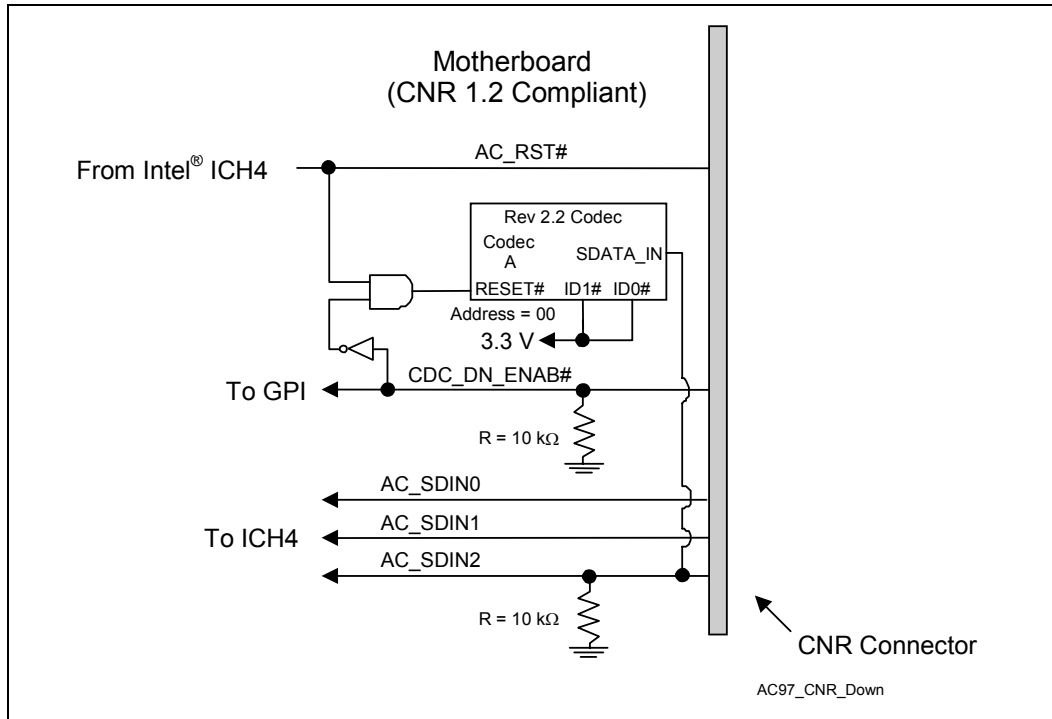 Motherboard
(CNR 1.2 Compliant)
AC_RST#
From Intel® ICH4
Rev 2.2 Codec
Codec
A
SDATA_IN
RESET# ID1# ID0#
Address = 00
3.3 V
CDC_DN_ENAB#
To GPI
R = 10 kΩ
AC_SDIN0
AC_SDIN1
To ICH4
AC_SDIN2
R = 10 kΩ
CNR Connector
AC97_CNR_Down